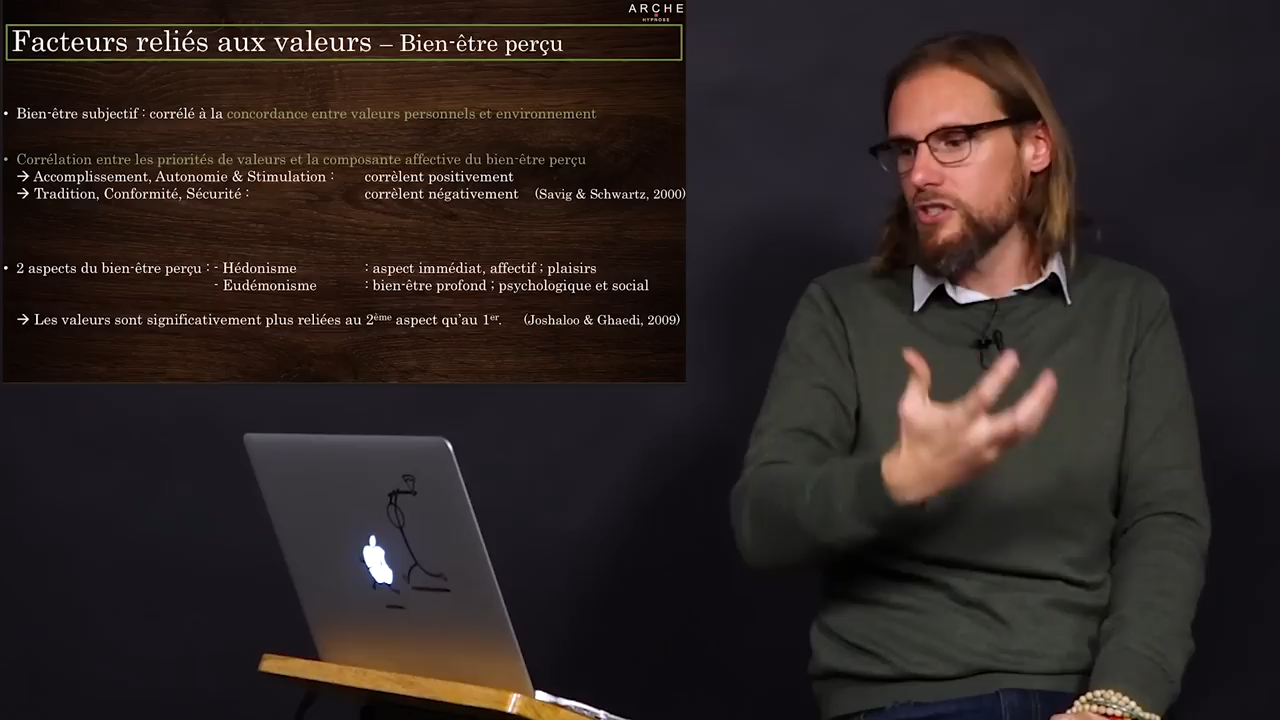 ARCHE
HYPNOSE
Facteurs reliés aux valeurs – Bien-être perçu
• Bien-être subjectif : corrélé à la concordance entre valeurs personnels et environnement
• Corrélation entre les priorités de valeurs et la composante affective du bien-être perçu
→ Accomplissement, Autonomie & Stimulation : corrèlent positivement
→ Tradition, Conformité, Sécurité : corrèlent négativement (Savig & Schwartz, 2000)
• 2 aspects du bien-être perçu : - Hédonisme : aspect immédiat, affectif ; plaisirs
- Eudémonisme : bien-être profond ; psychologique et social
→ Les valeurs sont significativement plus reliées au 2ème aspect qu'au 1er. (Joshaloo & Ghaedi, 2009)